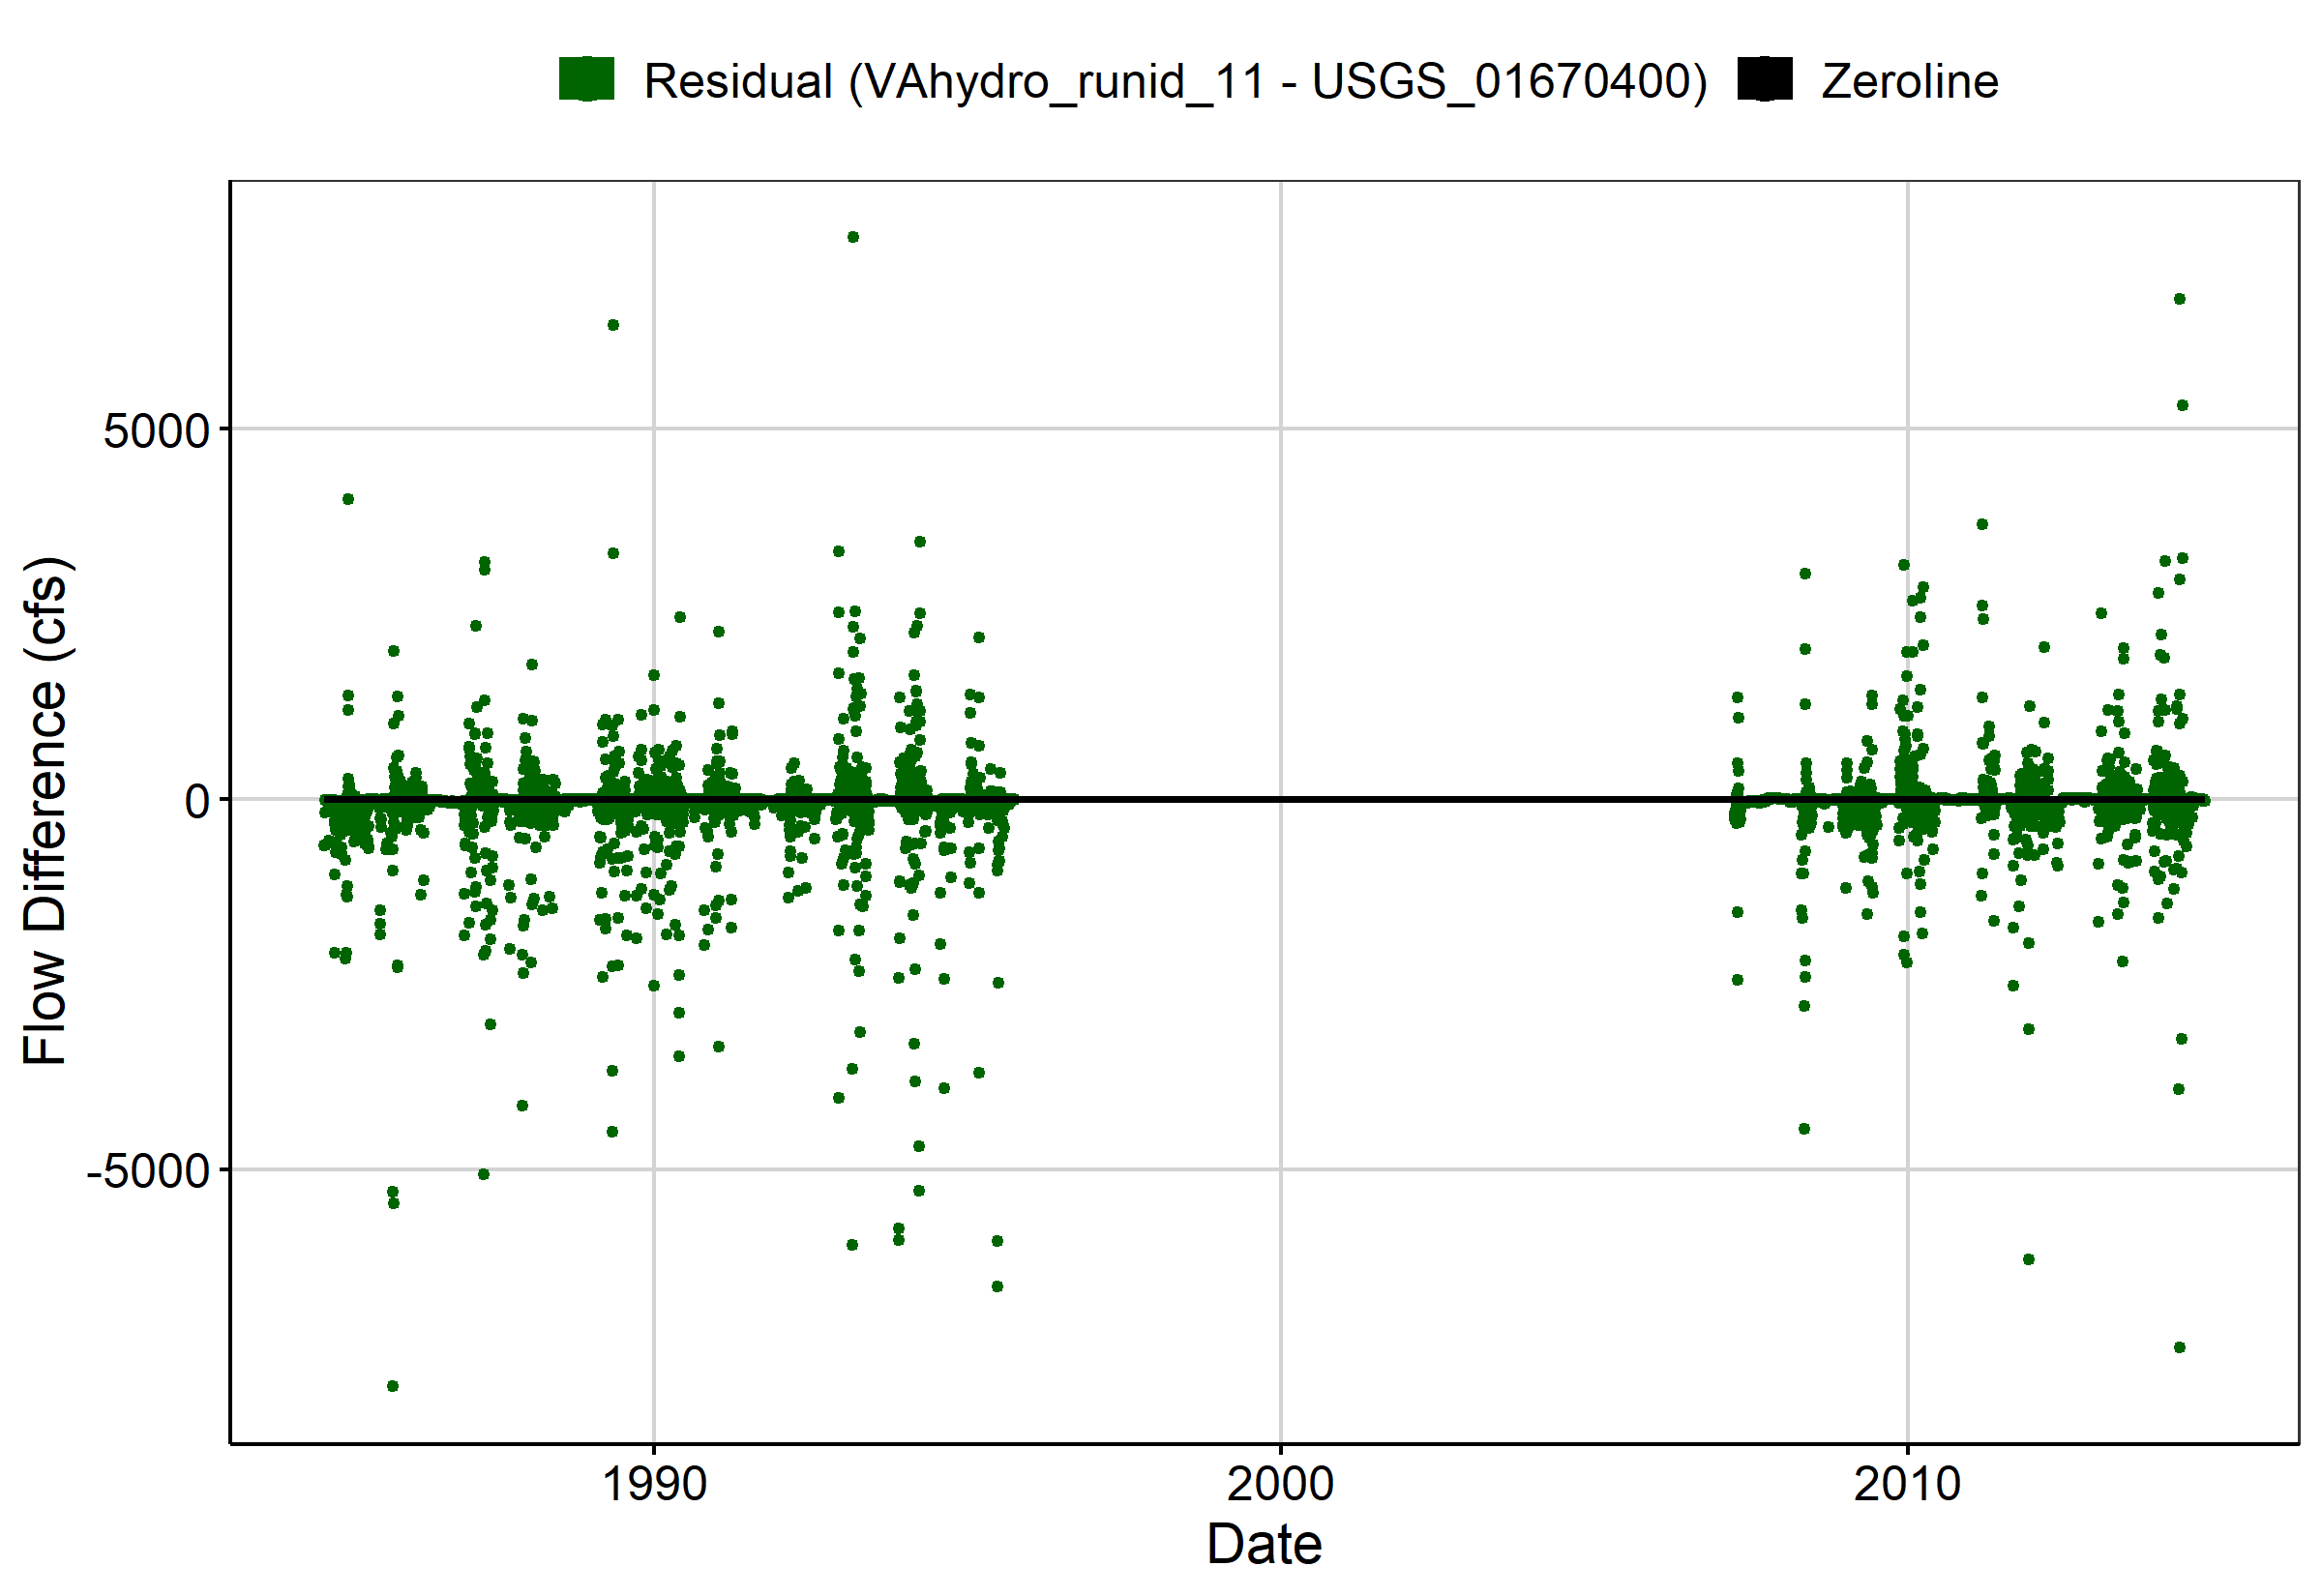 Residual (VAhydro_runid_11 - USGS_01670400) Zeroline
Flow Difference (cfs)
5000
0
-5000
1990 2000 2010
Date